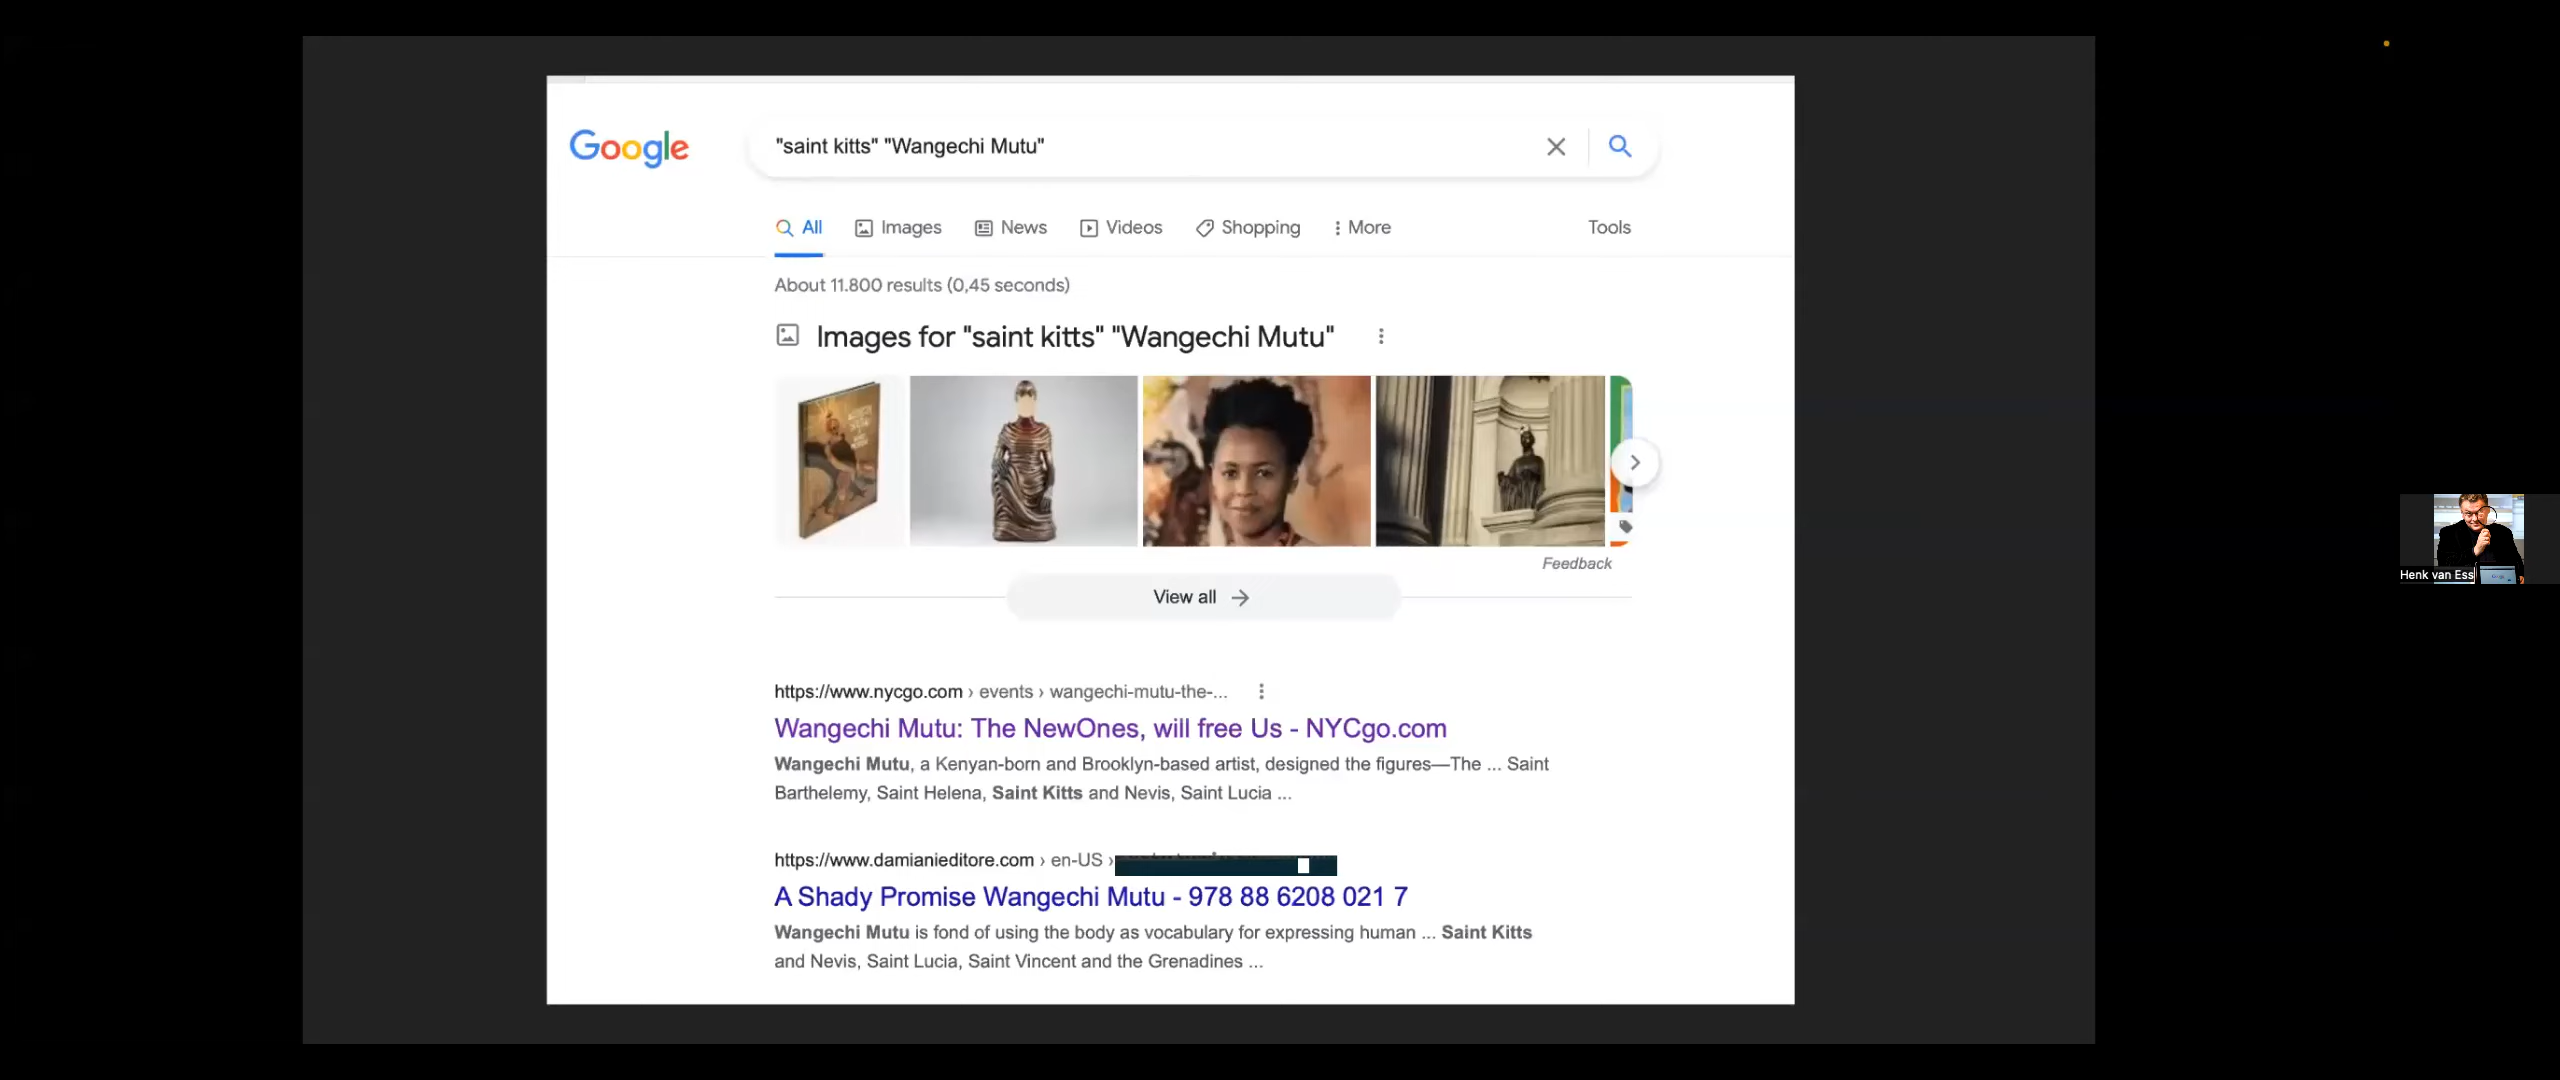 Google
"saint kitts" "Wangechi Mutu"
All Images News Videos Shopping More Tools
About 11.800 results (0,45 seconds)
Images for "saint kitts" "Wangechi Mutu"
Feedback
View all
https://www.nycgo.com › events › wangechi-mutu-the-...
Wangechi Mutu: The NewOnes, will free Us - NYCgo.com
Wangechi Mutu, a Kenyan-born and Brooklyn-based artist, designed the figures—The ... Saint
Barthelemy, Saint Helena, Saint Kitts and Nevis, Saint Lucia ...
https://www.damianieditore.com › en-US ›
A Shady Promise Wangechi Mutu - 978 88 6208 021 7
Wangechi Mutu is fond of using the body as vocabulary for expressing human ... Saint Kitts
and Nevis, Saint Lucia, Saint Vincent and the Grenadines ...
Henk van Ess